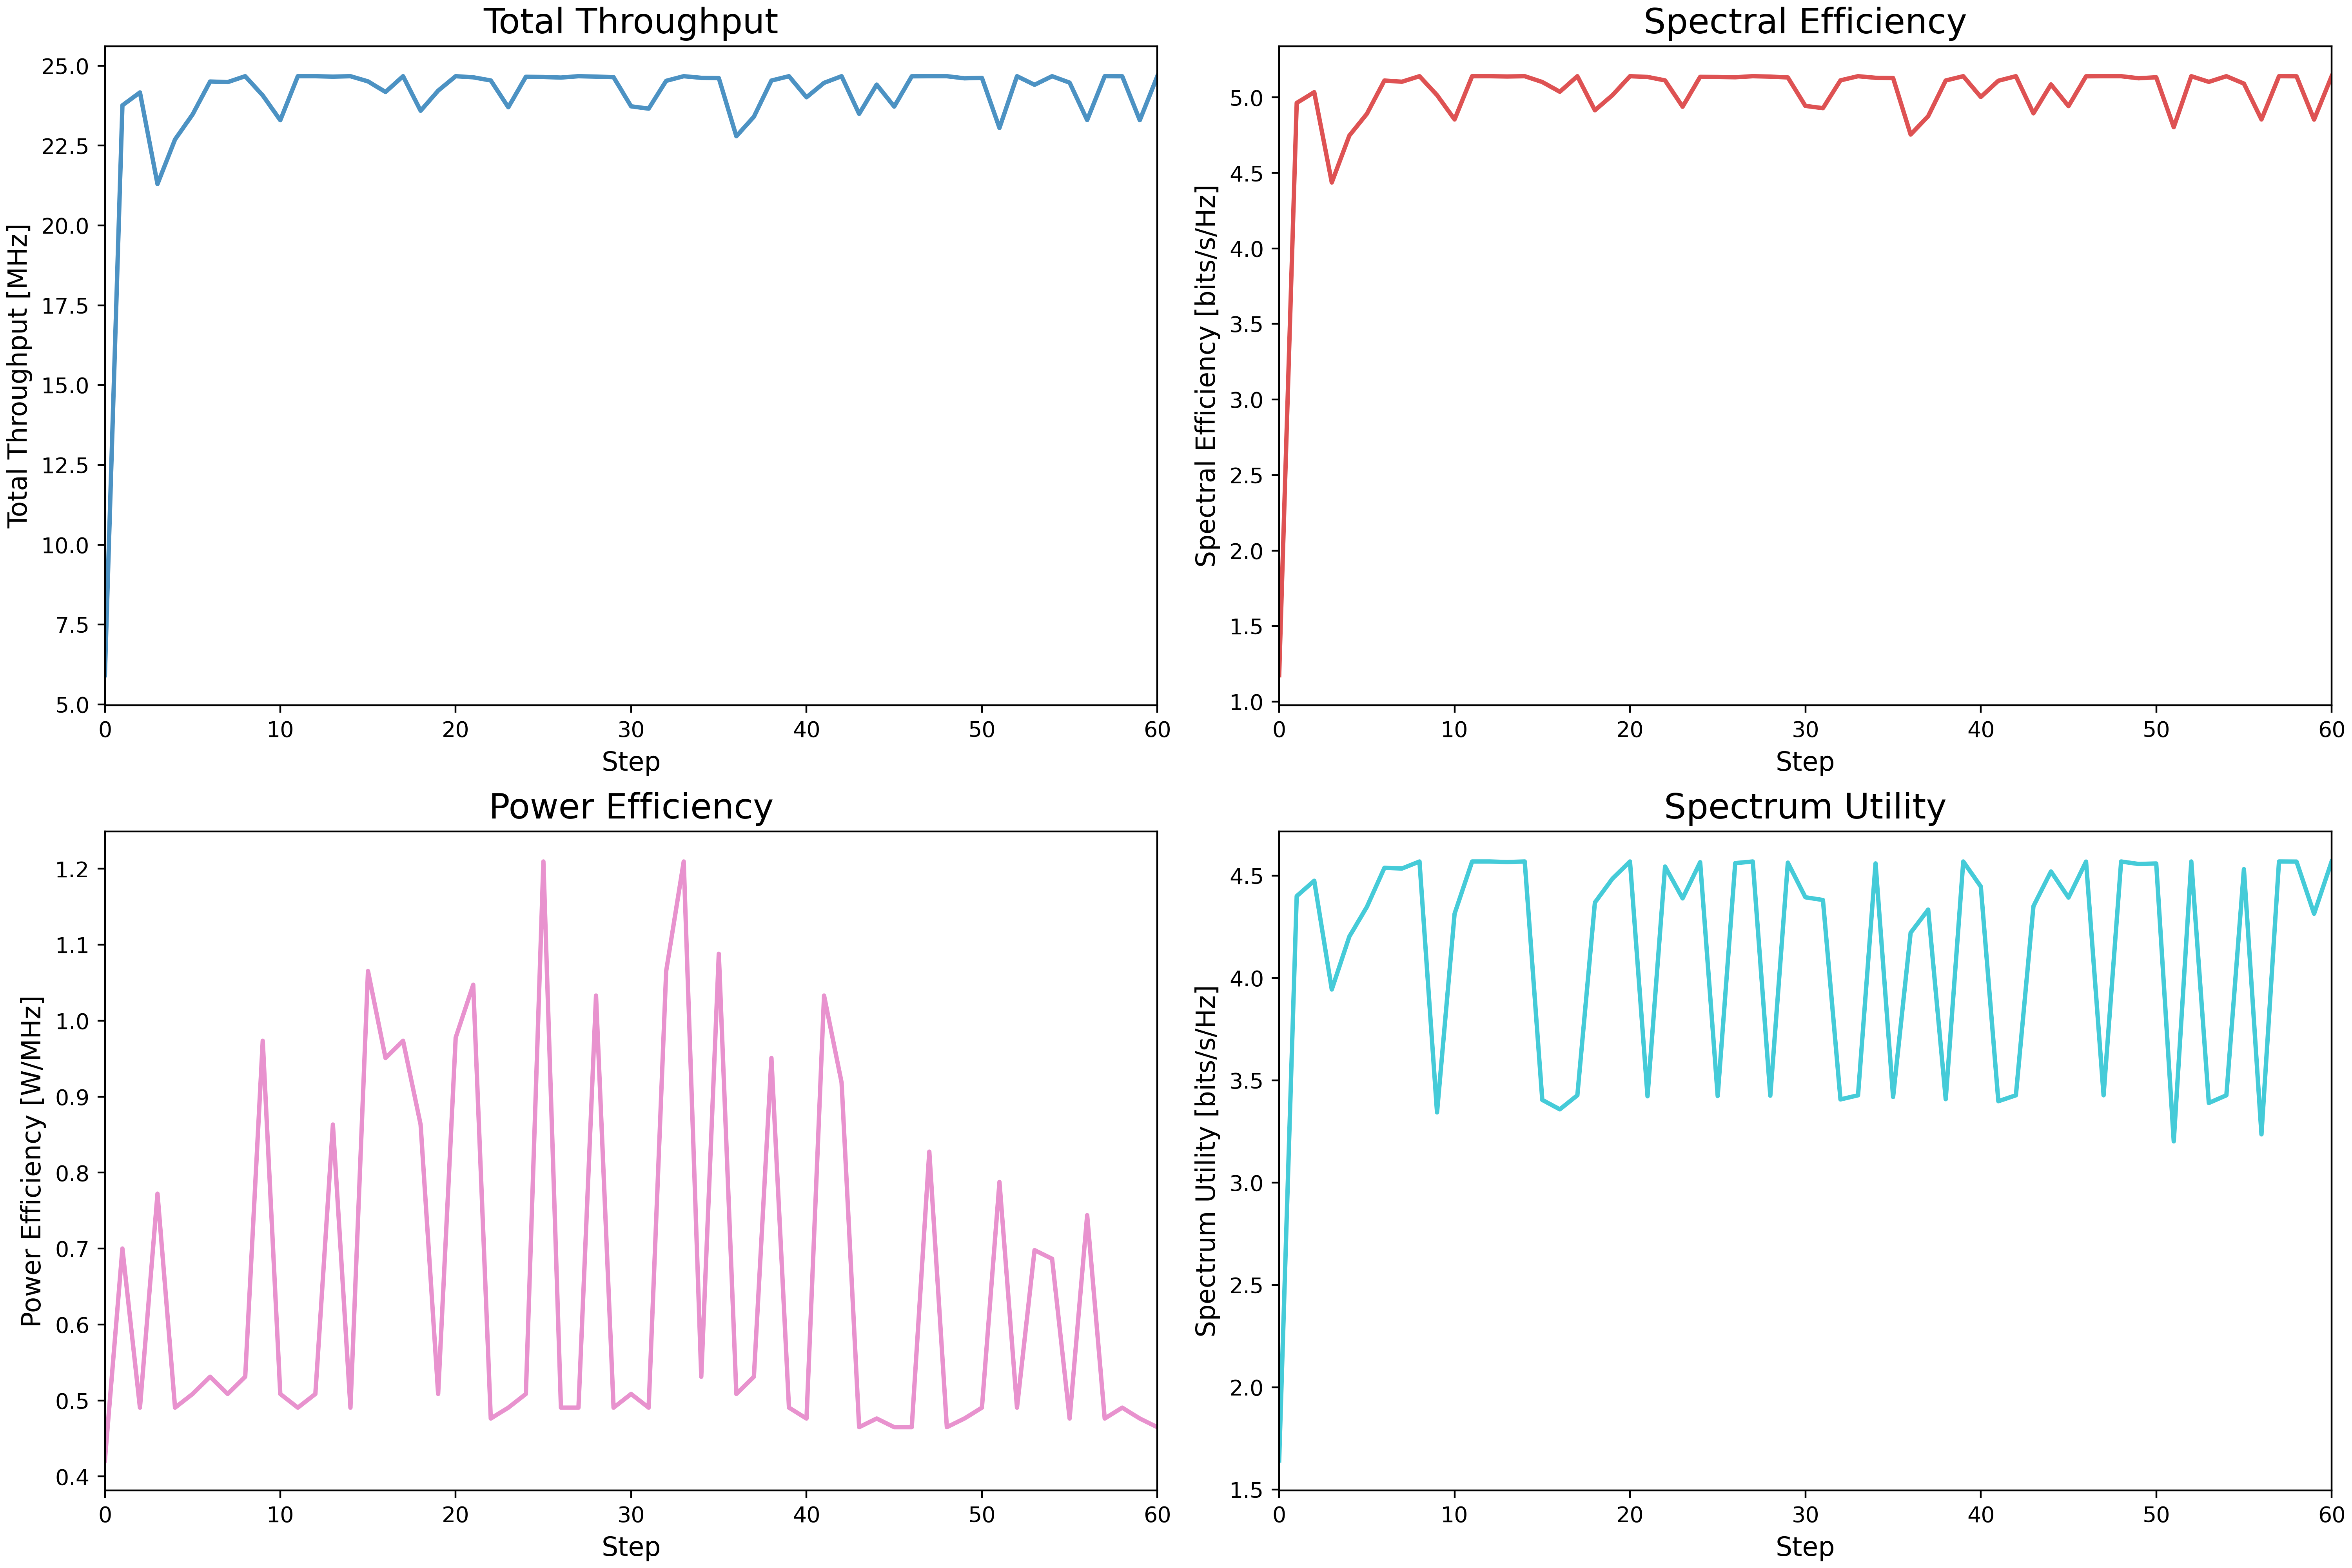 Total Throughput
Total Throughput [MHz]
25.0
22.5
20.0
17.5
15.0
12.5
10.0
7.5
5.0
0 10 20 30 40 50 60
Step
Spectral Efficiency
Spectral Efficiency [bits/s/Hz]
5.0
4.5
4.0
3.5
3.0
2.5
2.0
1.5
1.0
0 10 20 30 40 50 60
Step
Power Efficiency
Power Efficiency [W/MHz]
1.2
1.1
1.0
0.9
0.8
0.7
0.6
0.5
0.4
0 10 20 30 40 50 60
Step
Spectrum Utility
Spectrum Utility [bits/s/Hz]
4.5
4.0
3.5
3.0
2.5
2.0
1.5
0 10 20 30 40 50 60
Step